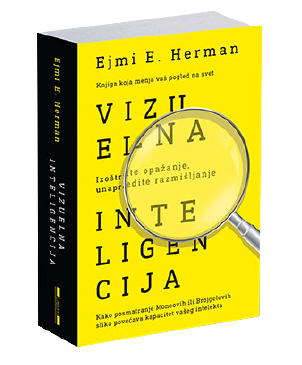 Ejmi E. Herman
Knjiga koja menja vaš pogled na svet
VIZU
ELNA
Izoštrite opažanje,
unapredite razmišljanje
INTE
LIGEN
CIJA
Kako posmatranje Moneovih ili Brojgelovih
slika povećava kapacitet vašeg intelekta
Ejmi E. Herman
VIZUELNA
INTELIGENCIJA